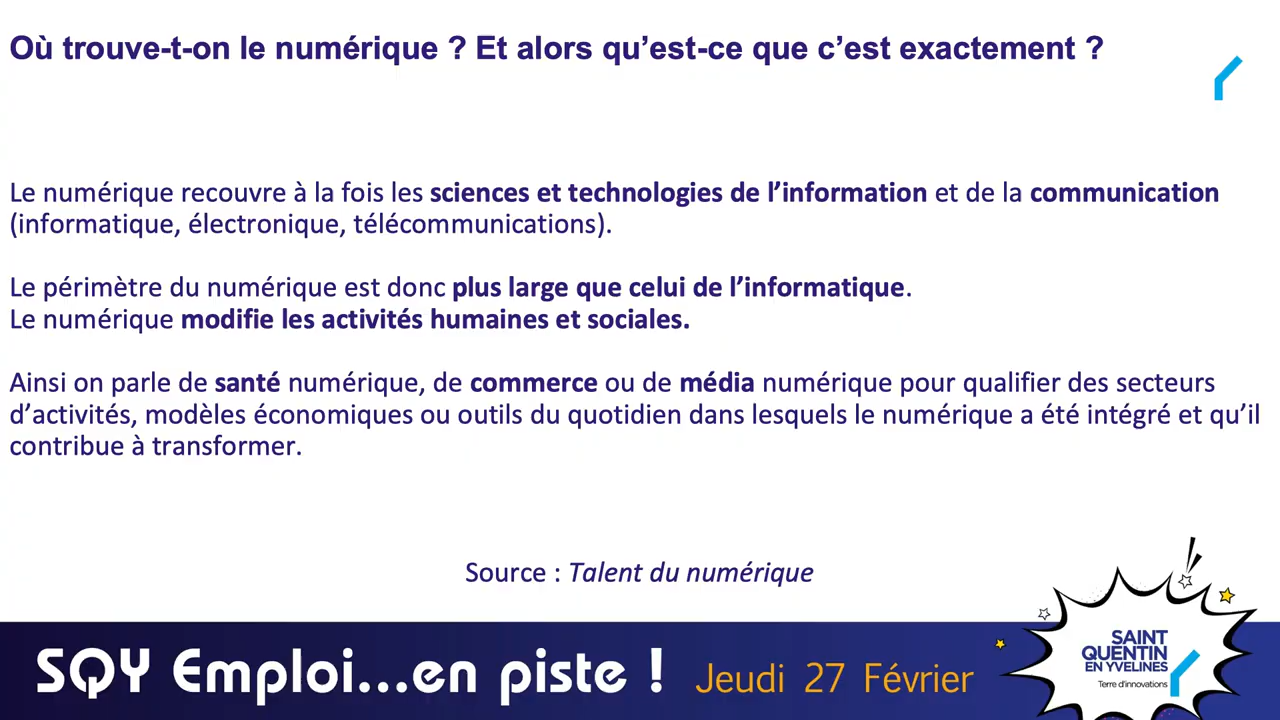 Où trouve-t-on le numérique ? Et alors qu’est-ce que c’est exactement ?
Le numérique recouvre à la fois les sciences et technologies de l’information et de la communication
(informatique, électronique, télécommunications).
Le périmètre du numérique est donc plus large que celui de l’informatique.
Le numérique modifie les activités humaines et sociales.
Ainsi on parle de santé numérique, de commerce ou de média numérique pour qualifier des secteurs
d’activités, modèles économiques ou outils du quotidien dans lesquels le numérique a été intégré et qu’il
contribue à transformer.
Source : Talent du numérique
SQY Emploi...en piste ! Jeudi 27 Février
SAINT
QUENTIN
EN YVELINES
Terre d’innovations